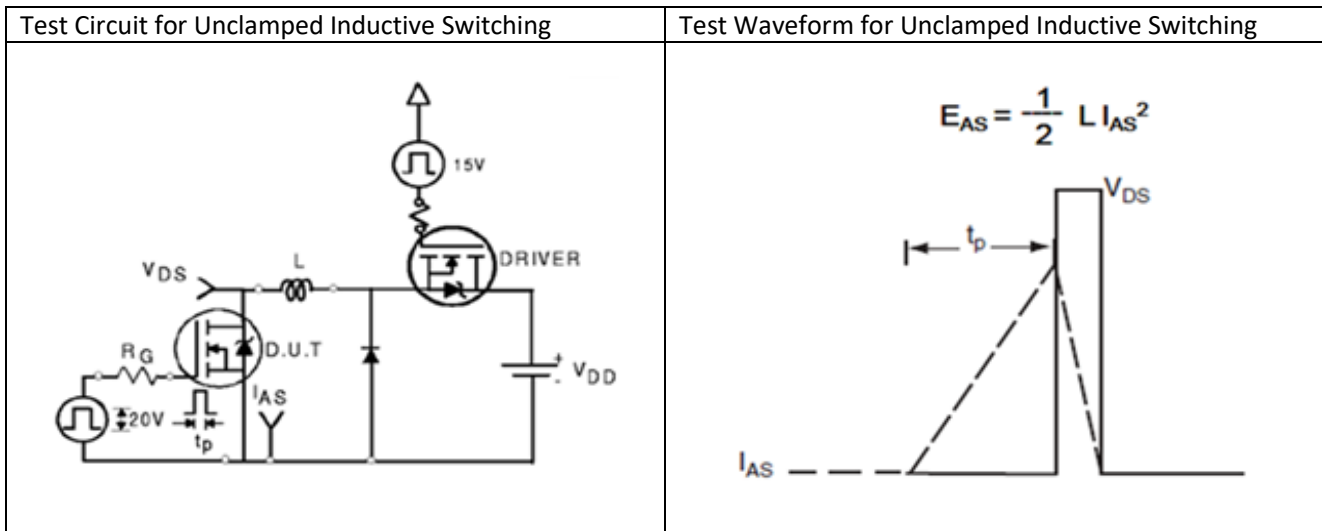 Test Circuit for Unclamped Inductive Switching
Test Waveform for Unclamped Inductive Switching
15V
DRIVER
VDS
L
RG
D.U.T
IAS
20V
tp
+
-
VDD
EAS = 1/2 L IAS²
VDS
tp
IAS